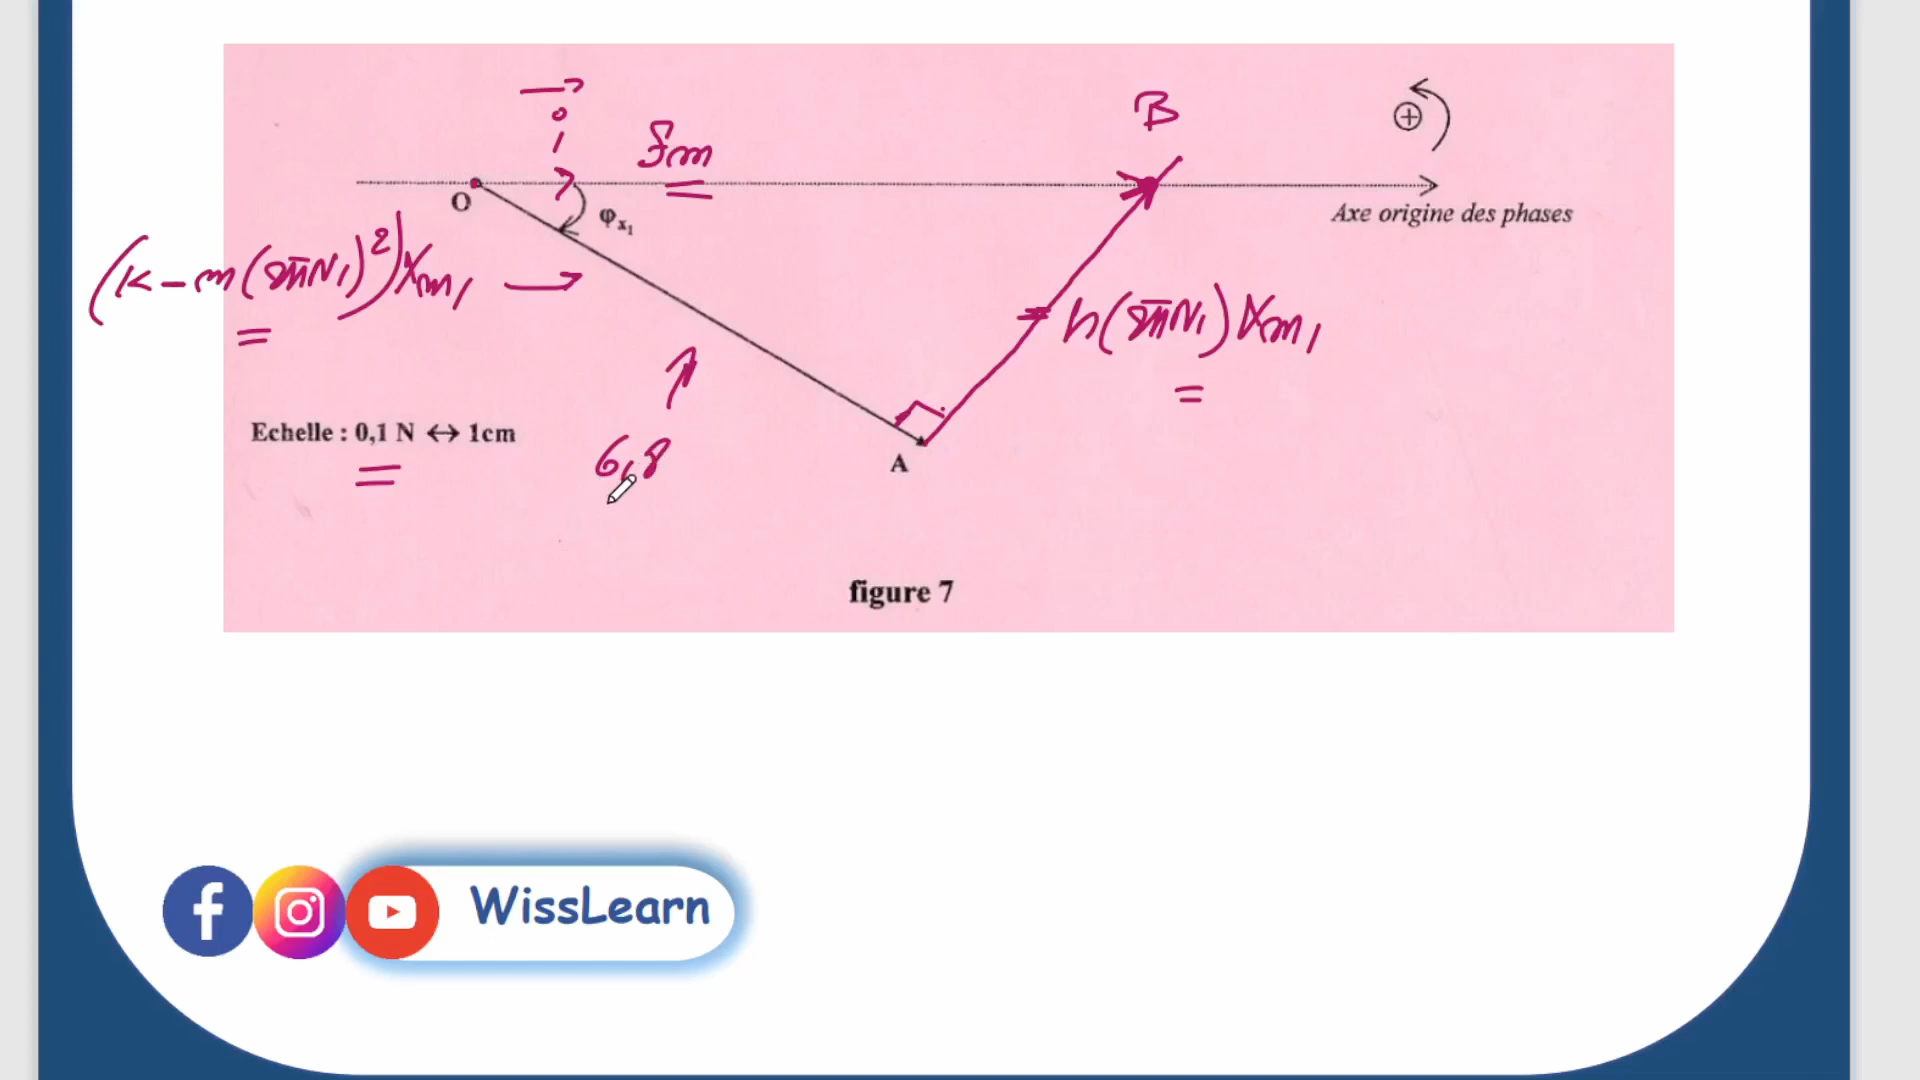 Fm
B
O
φx₁
Axe origine des phases
(K - m(2πN₁)²)Xm₁
h(2πN₁)Xm₁
Echelle : 0,1 N ↔ 1cm
6,8
A
figure 7
WissLearn